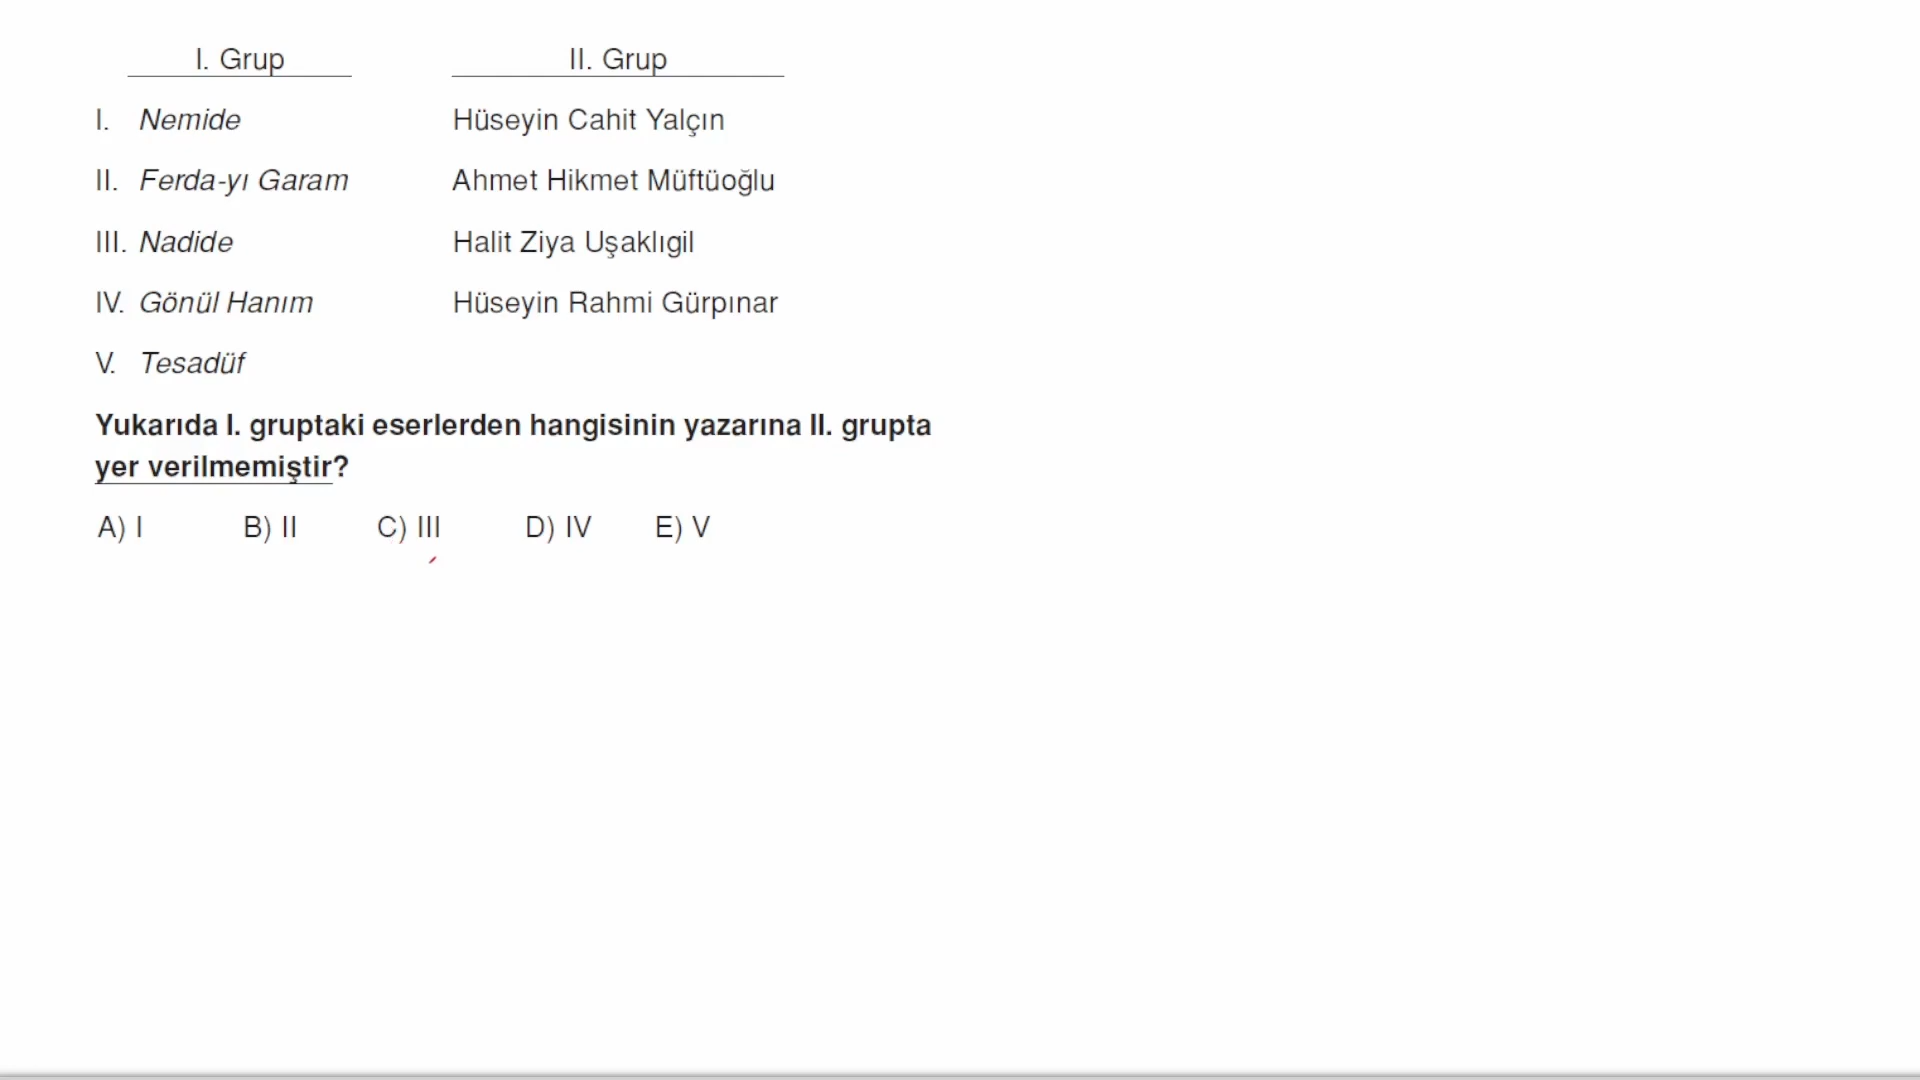 I. Grup II. Grup
I. Nemide Hüseyin Cahit Yalçın
II. Ferda-yı Garam Ahmet Hikmet Müftüoğlu
III. Nadide Halit Ziya Uşaklıgil
IV. Gönül Hanım Hüseyin Rahmi Gürpınar
V. Tesadüf
Yukarıda I. gruptaki eserlerden hangisinin yazarına II. grupta
yer verilmemiştir?
A) I B) II C) III D) IV E) V